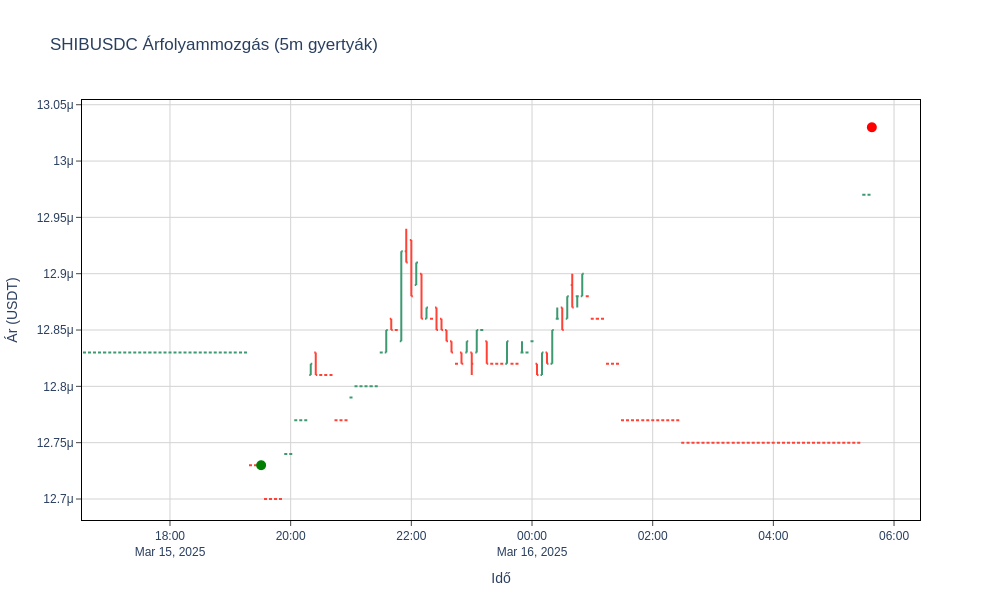 SHIBUSDC Árfolyammozgás (5m gyertyák)
13.05μ
13μ
12.95μ
12.9μ
12.85μ
12.8μ
12.75μ
12.7μ
Ár (USDT)
18:00
Mar 15, 2025
20:00
22:00
00:00
Mar 16, 2025
02:00
04:00
06:00
Idő